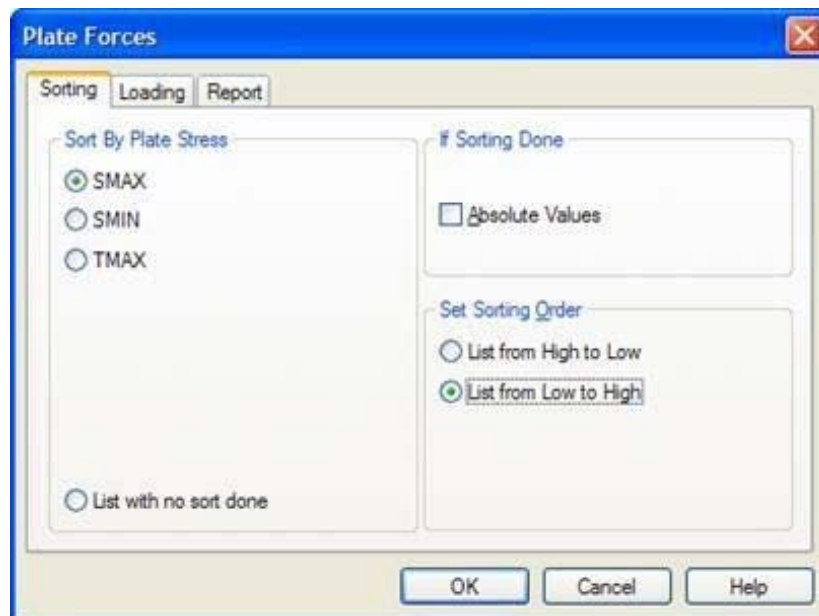 Plate Forces
Sorting
Loading
Report
Sort By Plate Stress
SMAX
SMIN
TMAX
List with no sort done
If Sorting Done
Absolute Values
Set Sorting Order
List from High to Low
List from Low to High
OK
Cancel
Help